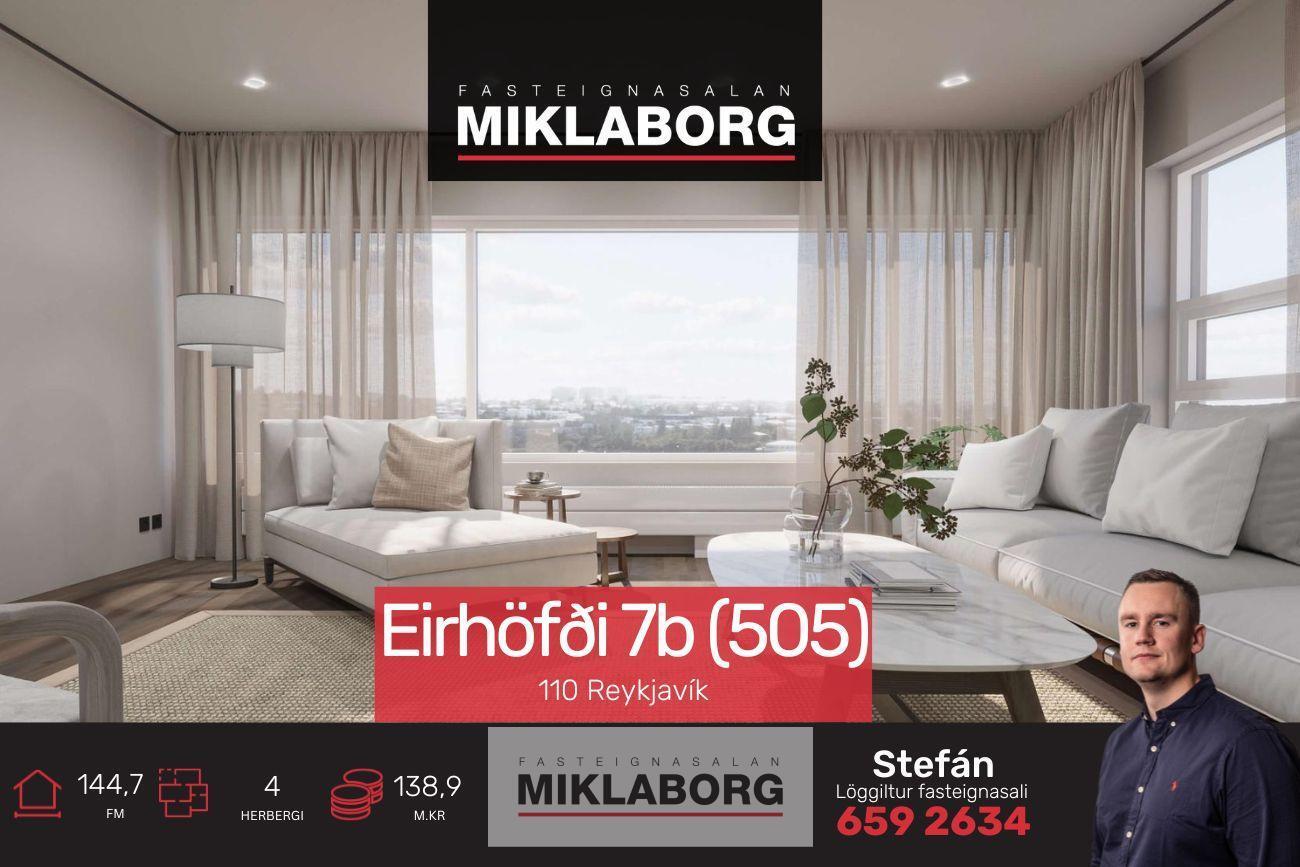 FASTEIGNASALAN
MIKLABORG
Eirhöfði 7b (505)
110 Reykjavík
144,7
FM
4
HERBERGI
138,9
M.KR
FASTEIGNASALAN
MIKLABORG
Stefán
Löggiltur fasteignasali
659 2634